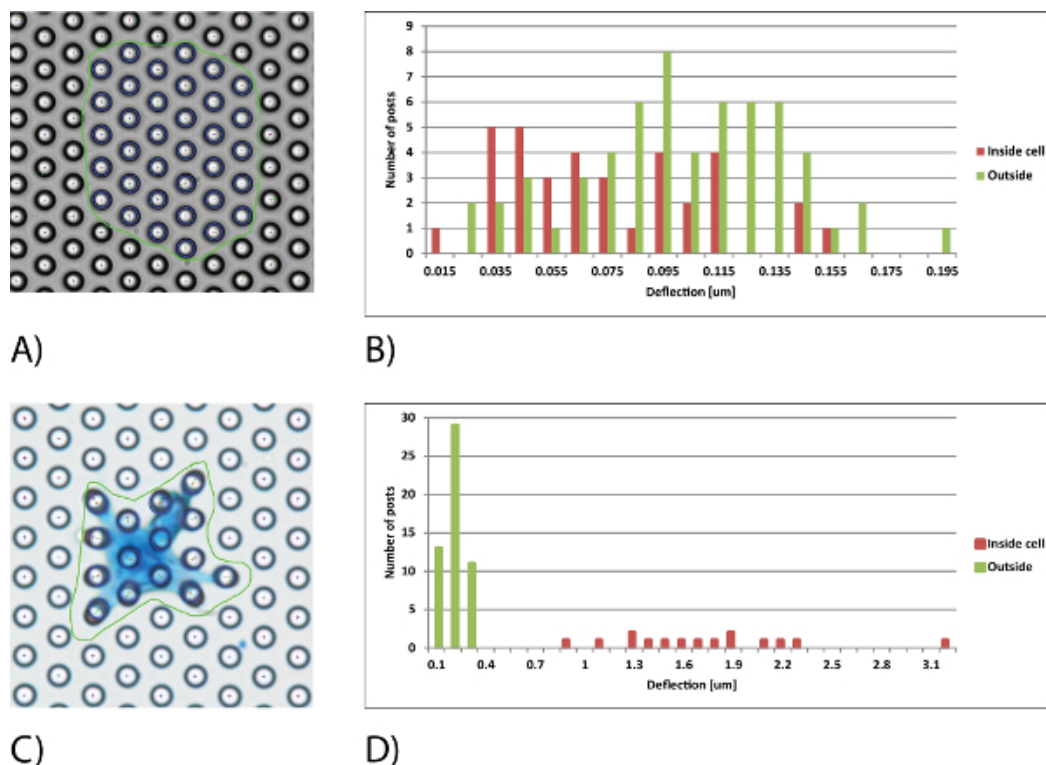 9
8
7
6
5
4
3
2
1
0
Number of posts
0.015 0.035 0.055 0.075 0.095 0.115 0.135 0.155 0.175 0.195
Deflection [um]
Inside cell
Outside
A)
B)
30
25
20
15
10
5
0
Number of posts
0.1 0.4 0.7 1 1.3 1.6 1.9 2.2 2.5 2.8 3.1
Deflection [um]
Inside cell
Outside
C)
D)